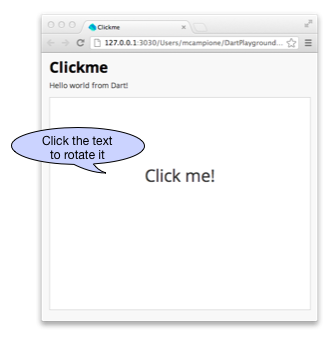 Clickme
127.0.0.1:3030/Users/mcampione/DartPlayground...
Clickme
Hello world from Dart!
Click the text
to rotate it
Click me!